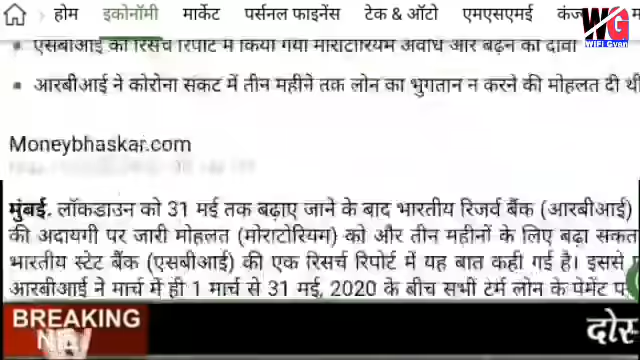 होम इकोनॉमी मार्केट पर्सनल फाइनेंस टेक & ऑटो एमएसएमई
WG
WIFI Gyan
एसबीआई की रिसर्च रिपोर्ट में किया गया मोराटोरियम अवधि और बढ़ने का दावा
आरबीआई ने कोरोना संकट में तीन महीने तक लोन का भुगतान न करने की मोहलत दी थी
Moneybhaskar.com
मुंबई. लॉकडाउन को 31 मई तक बढ़ाए जाने के बाद भारतीय रिजर्व बैंक (आरबीआई)
की अदायगी पर जारी मोहलत (मोराटोरियम) को और तीन महीनों के लिए बढ़ा सकत
भारतीय स्टेट बैंक (एसबीआई) की एक रिसर्च रिपोर्ट में यह बात कही गई है। इससे
आरबीआई ने मार्च में ही 1 मार्च से 31 मई, 2020 के बीच सभी टर्म लोन के पेमेंट प
BREAKING
दोस